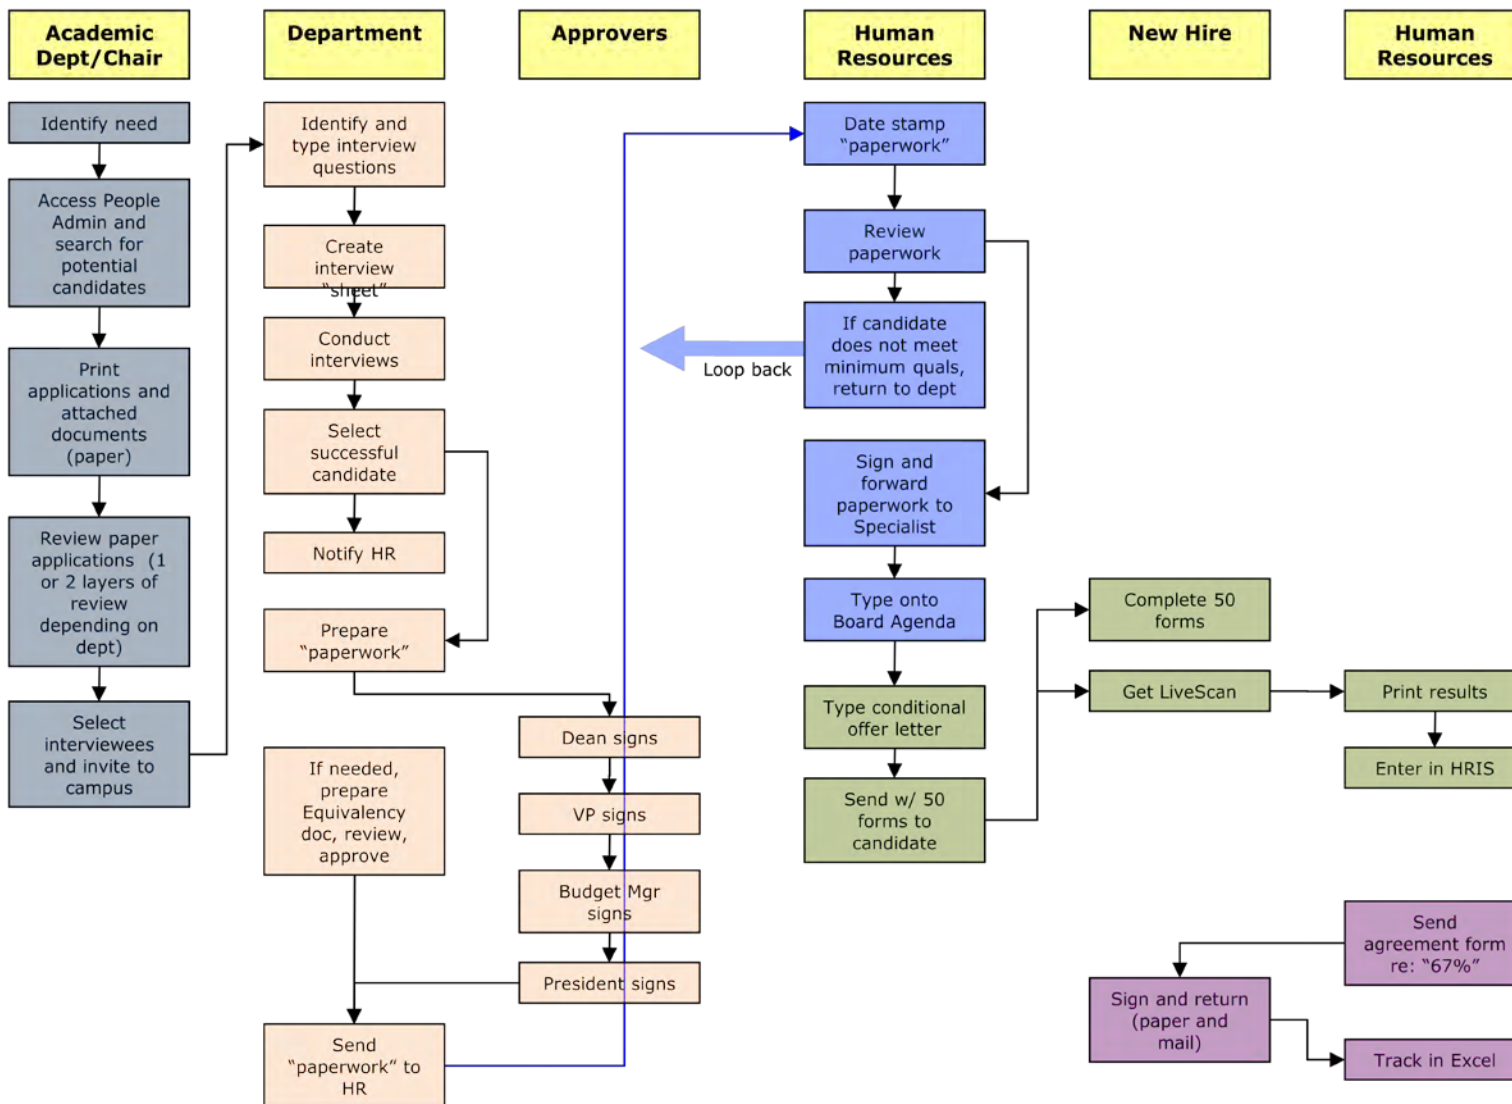 Academic
Dept/Chair
Department
Approvers
Human
Resources
New Hire
Human
Resources
Identify need
Access People
Admin and
search for
potential
candidates
Print
applications and
attached
documents
(paper)
Review paper
applications (1
or 2 layers of
review
depending on
dept)
Select
interviewees
and invite to
campus
Identify and
type interview
questions
Create
interview
“sheet”
Conduct
interviews
Select
successful
candidate
Notify HR
Prepare
“paperwork”
If needed,
prepare
Equivalency
doc, review,
approve
Send
“paperwork” to
HR
Dean signs
VP signs
Budget Mgr
signs
President signs
Date stamp
“paperwork”
Review
paperwork
If candidate
does not meet
minimum quals,
return to dept
Loop back
Sign and
forward
paperwork to
Specialist
Type onto
Board Agenda
Type conditional
offer letter
Send w/ 50
forms to
candidate
Complete 50
forms
Get LiveScan
Print results
Enter in HRIS
Send
agreement form
re: “67%”
Sign and return
(paper and
mail)
Track in Excel